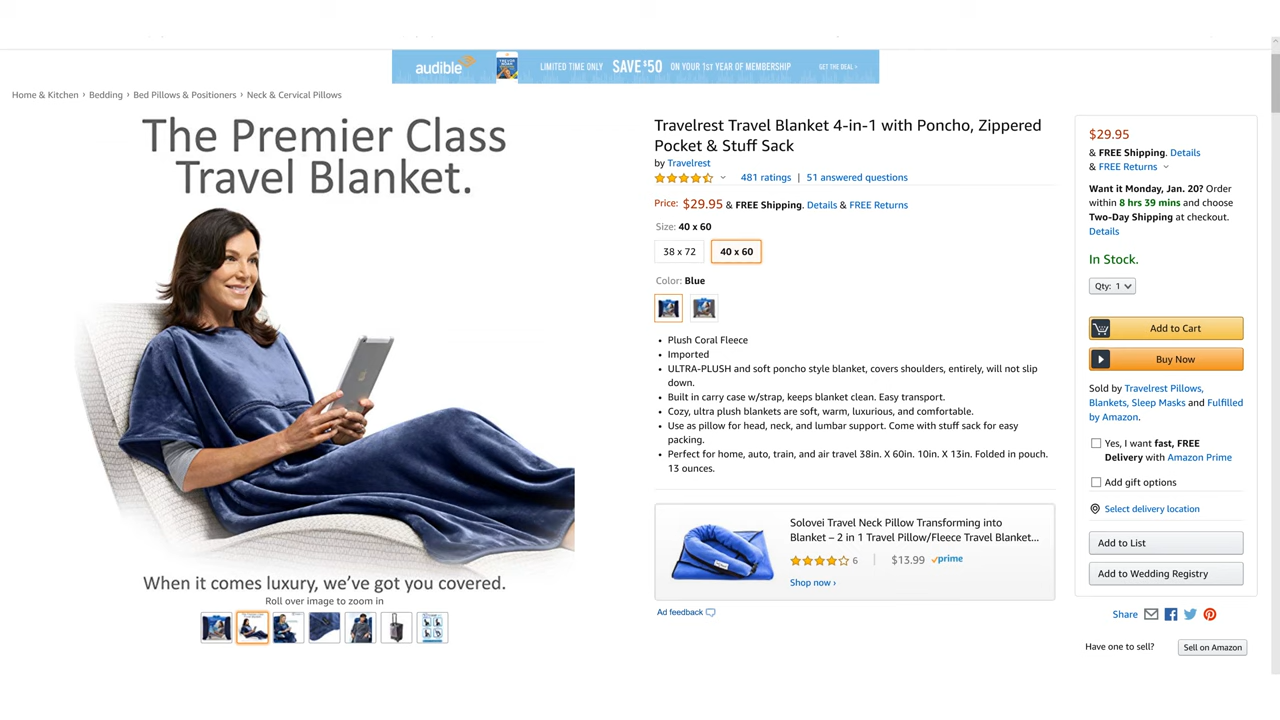 audible
LIMITED TIME ONLY SAVE $50 ON YOUR 1ST YEAR OF MEMBERSHIP
GET THE DEAL >
Home & Kitchen › Bedding › Bed Pillows & Positioners › Neck & Cervical Pillows
The Premier Class
Travel Blanket.
When it comes luxury, we've got you covered.
Roll over image to zoom in
Travelrest Travel Blanket 4-in-1 with Poncho, Zippered
Pocket & Stuff Sack
by Travelrest
481 ratings | 51 answered questions
Price: $29.95 & FREE Shipping. Details & FREE Returns
Size: 40 x 60
38 x 72
40 x 60
Color: Blue
• Plush Coral Fleece
• Imported
• ULTRA-PLUSH and soft poncho style blanket, covers shoulders, entirely, will not slip
down.
• Built in carry case w/strap, keeps blanket clean. Easy transport.
• Cozy, ultra plush blankets are soft, warm, luxurious, and comfortable.
• Use as pillow for head, neck, and lumbar support. Come with stuff sack for easy
packing.
• Perfect for home, auto, train, and air travel 38in. X 60in. 10in. X 13in. Folded in pouch.
13 ounces.
Solovei Travel Neck Pillow Transforming into
Blanket – 2 in 1 Travel Pillow/Fleece Travel Blanket...
6 | $13.99 prime
Shop now ›
Ad feedback
$29.95
& FREE Shipping. Details
& FREE Returns
Want it Monday, Jan. 20? Order
within 8 hrs 39 mins and choose
Two-Day Shipping at checkout.
Details
In Stock.
Qty: 1
Add to Cart
Buy Now
Sold by Travelrest Pillows,
Blankets, Sleep Masks and Fulfilled
by Amazon.
Yes, I want fast, FREE
Delivery with Amazon Prime
Add gift options
Select delivery location
Add to List
Add to Wedding Registry
Share
Have one to sell?
Sell on Amazon